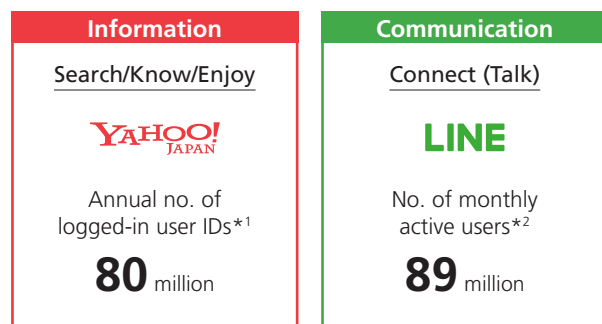 Information
Search/Know/Enjoy
YAHOO!
JAPAN
Annual no. of
logged-in user IDs*1
80 million
Communication
Connect (Talk)
LINE
No. of monthly
active users*2
89 million